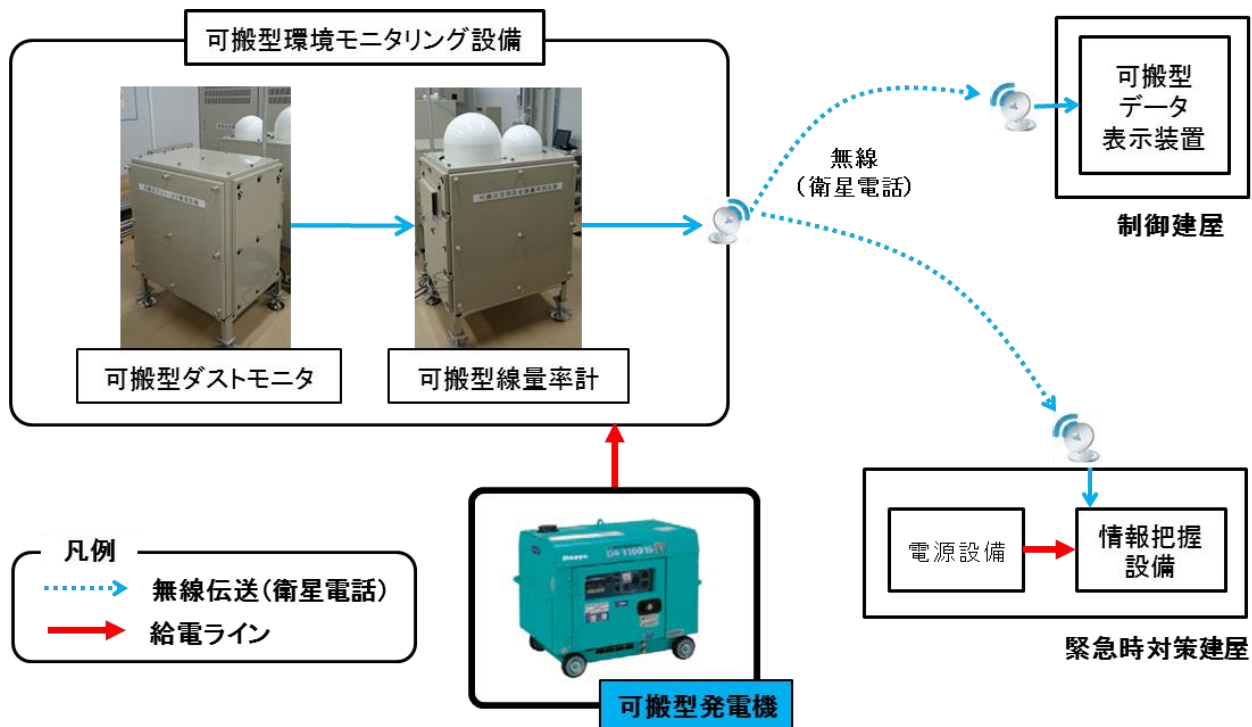 可搬型環境モニタリング設備
可搬型ダストモニタ
可搬型線量率計
無線
(衛星電話)
可搬型
データ
表示装置
制御建屋
電源設備
情報把握
設備
緊急時対策建屋
可搬型発電機
凡例
無線伝送(衛星電話)
給電ライン